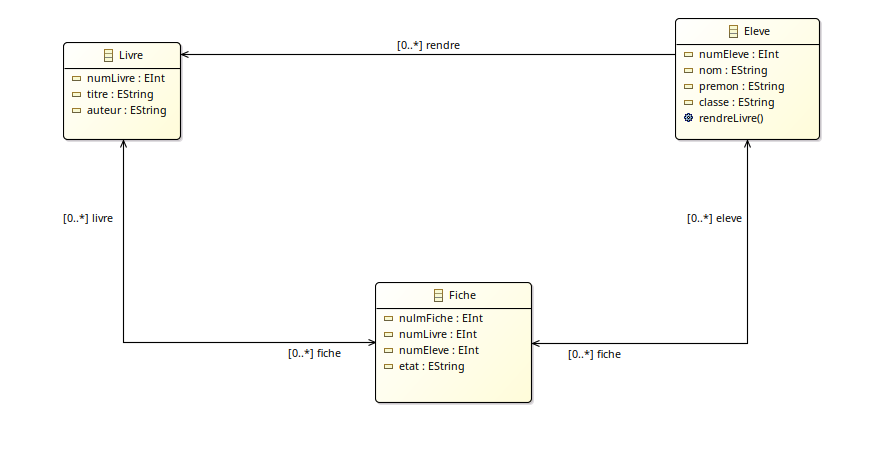 Livre
numLivre : EInt
titre : EString
auteur : EString
[0..*] rendre
Eleve
numEleve : EInt
nom : EString
premon : EString
classe : EString
rendreLivre()
[0..*] livre
[0..*] eleve
Fiche
nulmFiche : EInt
numLivre : EInt
numEleve : EInt
etat : EString
[0..*] fiche
[0..*] fiche